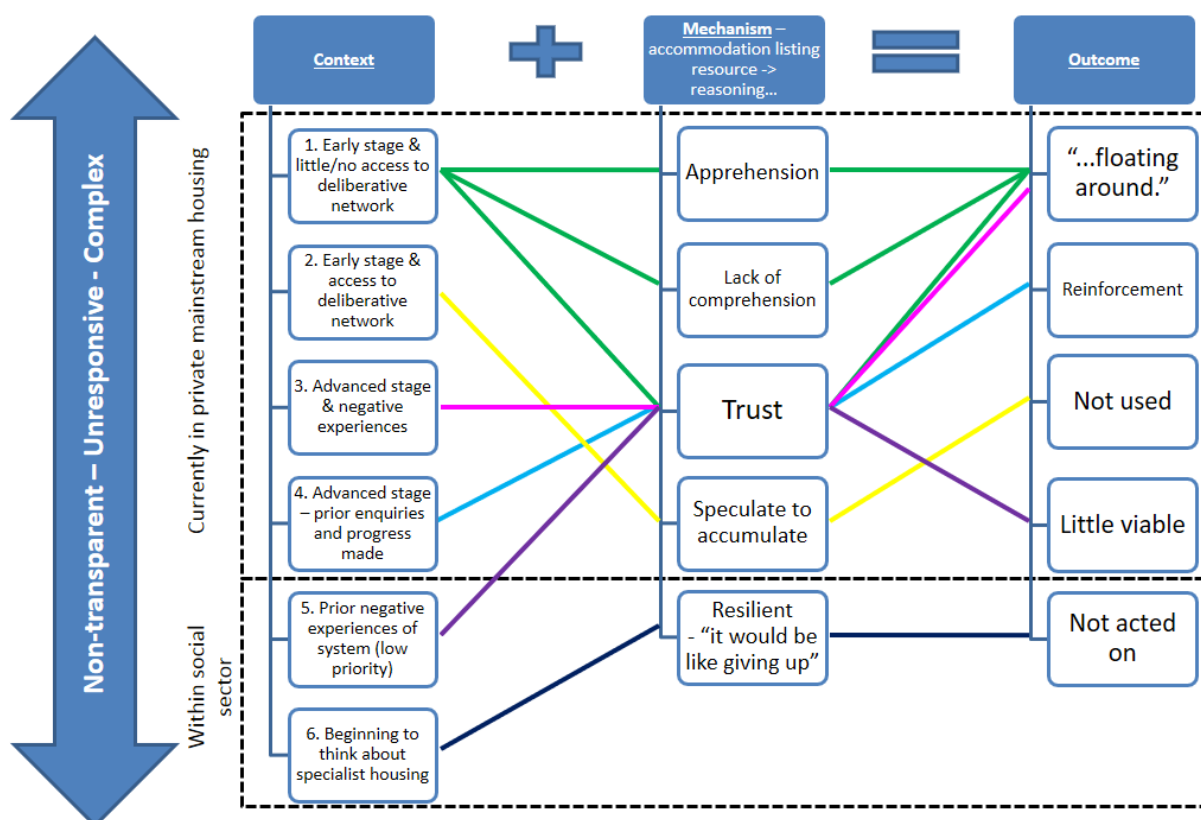 Context
Mechanism –
accommodation listing
resource ->
reasoning…
Outcome
Non-transparent – Unresponsive - Complex
Currently in private mainstream housing
1. Early stage &
little/no access to
deliberative
network
Apprehension
“...floating
around.”
2. Early stage &
access to
deliberative
network
Lack of
comprehension
Reinforcement
3. Advanced stage
& negative
experiences
Trust
Not used
4. Advanced stage
– prior enquiries
and progress
made
Speculate to
accumulate
Little viable
Within social
sector
5. Prior negative
experiences of
system (low
priority)
Resilient
- “it would be
like giving up”
Not acted
on
6. Beginning to
think about
specialist housing